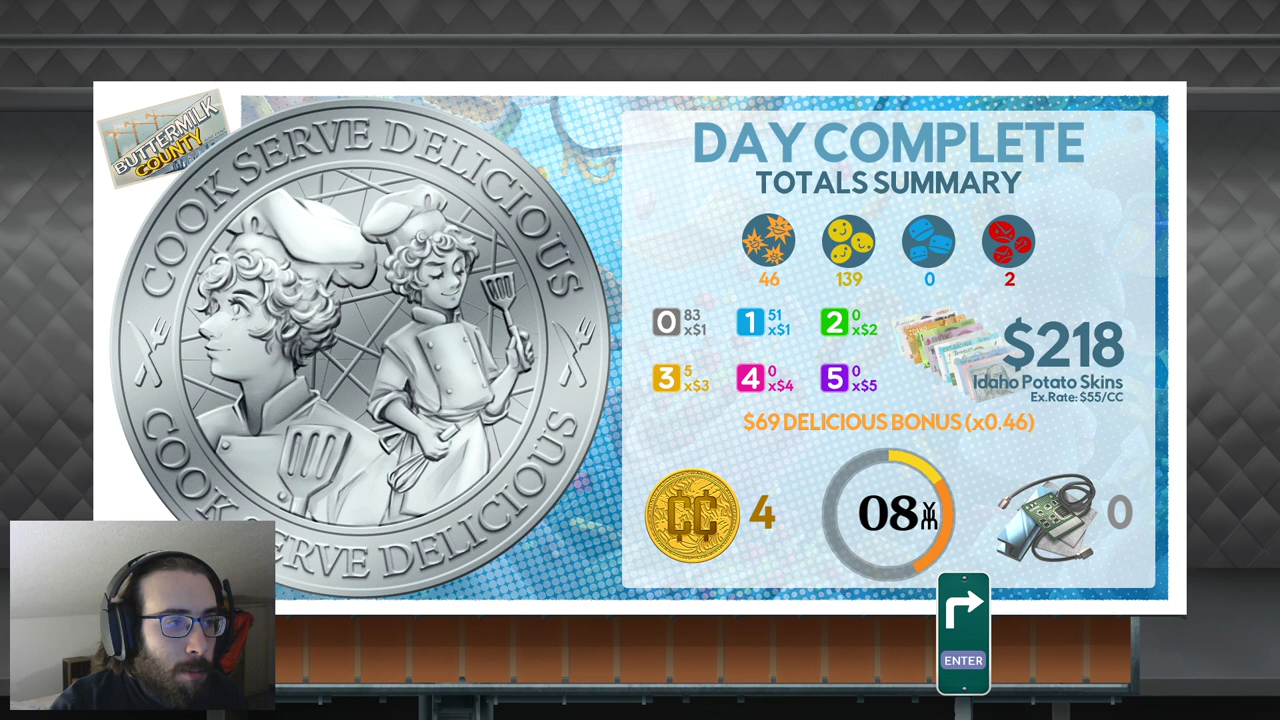 BUTTERMILK
COUNTY
COOK SERVE DELICIOUS
COOK SERVE DELICIOUS
DAY COMPLETE
TOTALS SUMMARY
46 139 0 2
0 83 x$1 1 51 x$1 2 0 x$2
3 5 x$3 4 0 x$4 5 0 x$5
$218
Idaho Potato Skins
Ex.Rate: $55/CC
$69 DELICIOUS BONUS (x0.46)
CC 4
08
0
ENTER